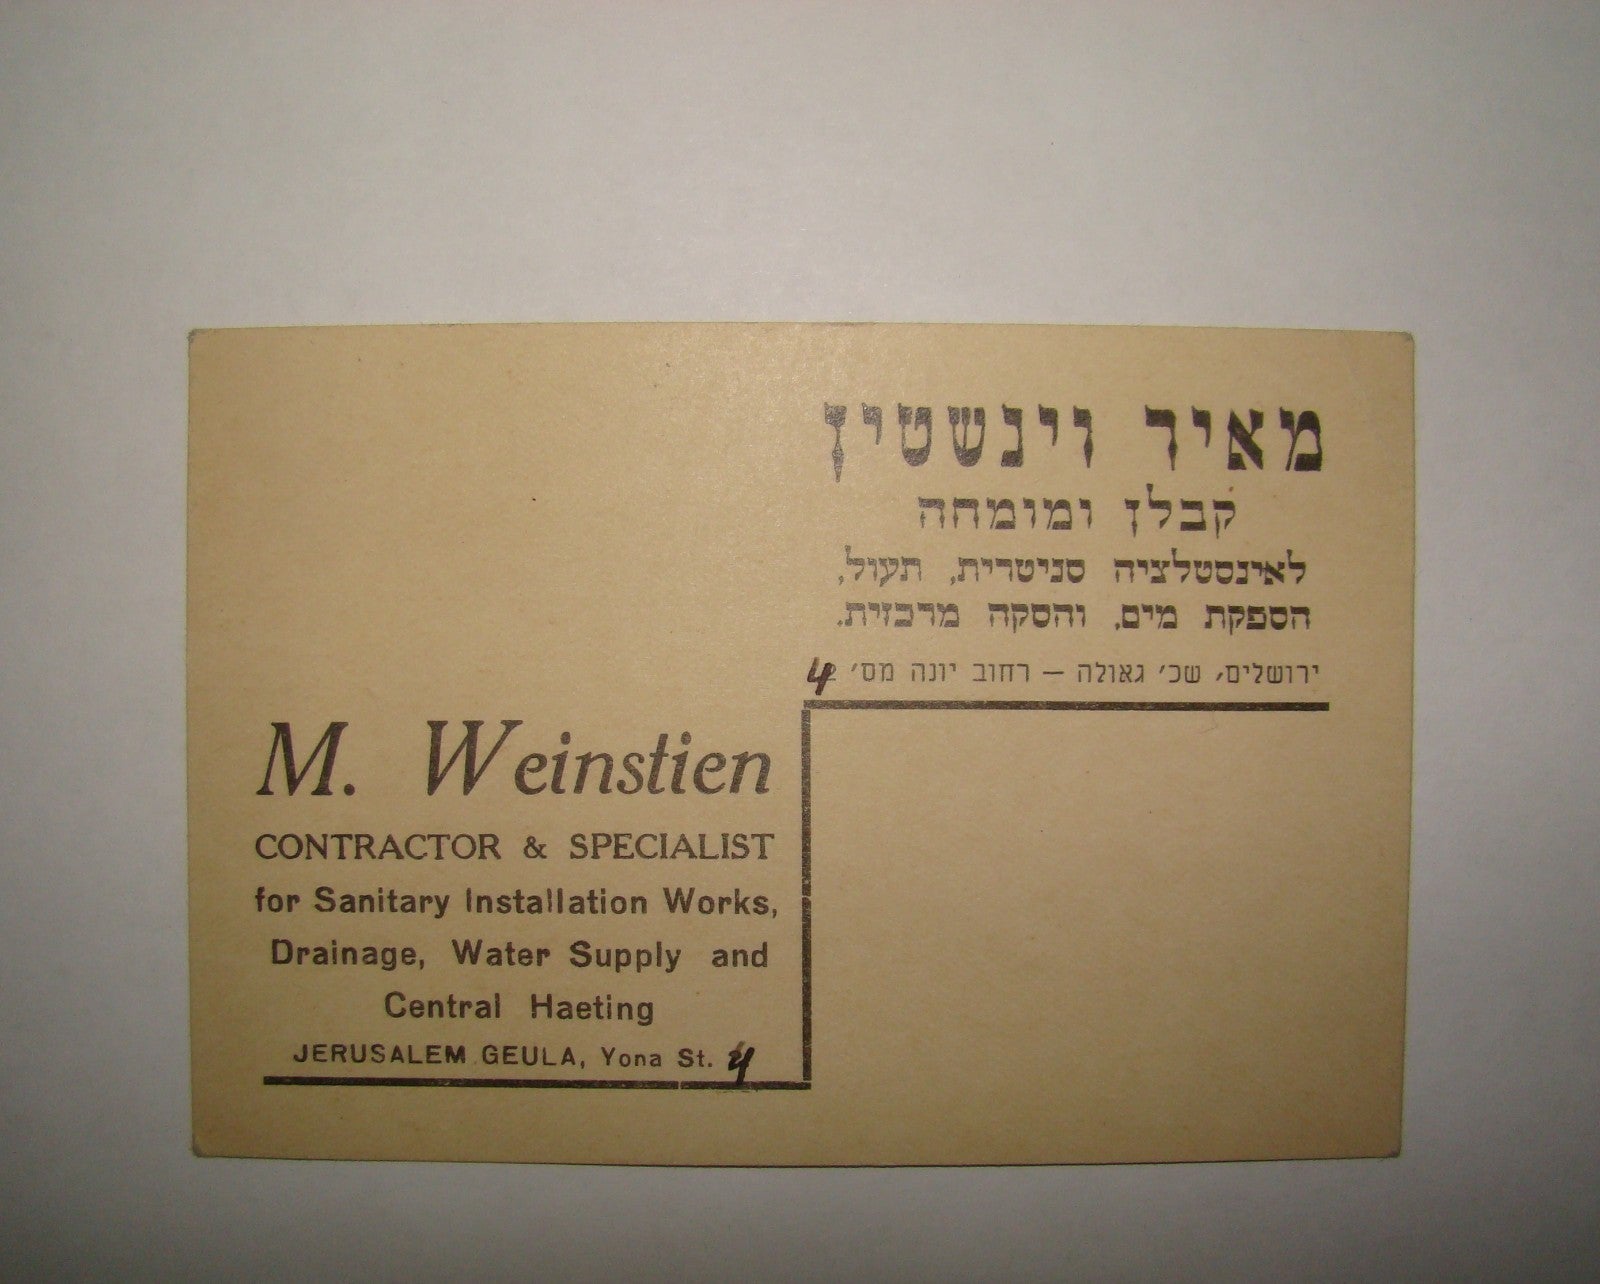 מאיר וינשטין
קבלן ומומחה
לאינסטלציה סניטרית, תעול,
הספקת מים, והסקה מרכזית.
ירושלים, שכ׳ גאולה — רחוב יונה מס׳ 4
M. Weinstien
CONTRACTOR & SPECIALIST
for Sanitary Installation Works,
Drainage, Water Supply and
Central Haeting
JERUSALEM GEULA, Yona St. 4